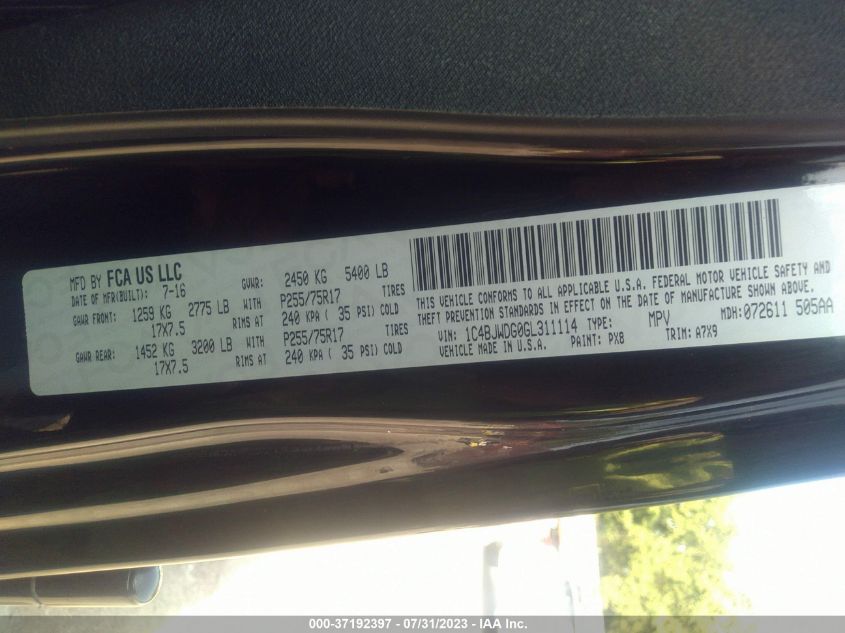 MFD BY FCA US LLC
DATE OF MFR(BUILT): 7-16 GVWR: 2450 KG 5400 LB
GAWR FRONT: 1259 KG 2775 LB WITH P255/75R17 TIRES
17X7.5 RIMS AT 240 KPA ( 35 PSI) COLD
GAWR REAR: 1452 KG 3200 LB WITH P255/75R17 TIRES
17X7.5 RIMS AT 240 KPA ( 35 PSI) COLD
THIS VEHICLE CONFORMS TO ALL APPLICABLE U.S.A. FEDERAL MOTOR VEHICLE SAFETY AND
THEFT PREVENTION STANDARDS IN EFFECT ON THE DATE OF MANUFACTURE SHOWN ABOVE.
VIN: 1C4BJWDG0GL311114 TYPE: MPV MDH: 072611 505AA
VEHICLE MADE IN U.S.A. PAINT: PX8 TRIM: A7X9
000-37192397 - 07/31/2023 - IAA Inc.